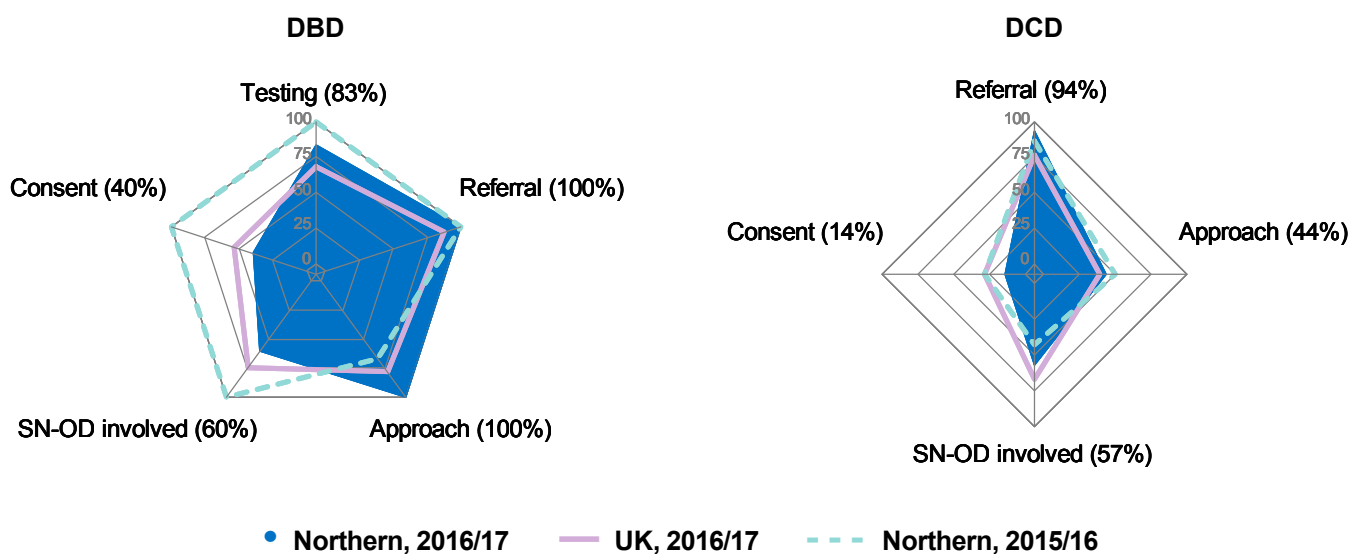 DBD
Testing (83%)
100
75
50
25
0
Referral (100%)
Approach (100%)
SN-OD involved (60%)
Consent (40%)
DCD
Referral (94%)
100
75
50
25
0
Approach (44%)
SN-OD involved (57%)
Consent (14%)
Northern, 2016/17
UK, 2016/17
Northern, 2015/16